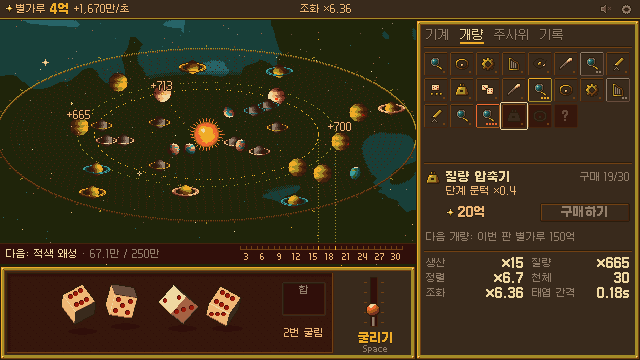 별가루 4억 +1,670만/초
조화 ×6.36
기계 개량 주사위 기록
+713
+665
+700
?
질량 압축기
구매 19/30
단계 문턱 ×0.4
20억
구매하기
다음 개량: 이번 판 별가루 150억
다음: 적색 왜성 · 67.1만 / 250만
3 6 9 12 15 18 21 24 27 30
생산 ×15 질량 ×665
정렬 ×6.7 천체 30
조화 ×6.36 태엽 간격 0.18s
합
2번 굴림
굴리기
Space